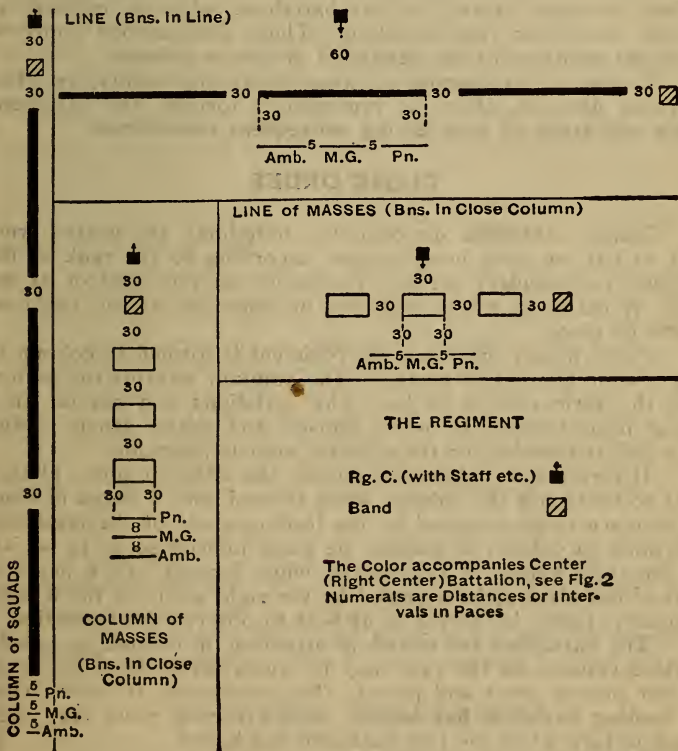 LINE (Bns. In Line)
30
60
30
30 30 30
30 30
5 5
Amb. M.G. Pn.
LINE of MASSES (Bns. In Close Column)
30
30 30 30
30 30
5 5
Amb. M.G. Pn.
30
30
30
30
30 30
Pn.
8
M.G.
8
Amb.
COLUMN of
MASSES
(Bns. In Close
Column)
THE REGIMENT
Rg. C. (with Staff etc.)
Band
The Color accompanies Center
(Right Center) Battalion, see Fig. 2
Numerals are Distances or Inter-
vals in Paces
30
30
COLUMN of SQUADS
5 Pn.
5 M.G.
5 Amb.